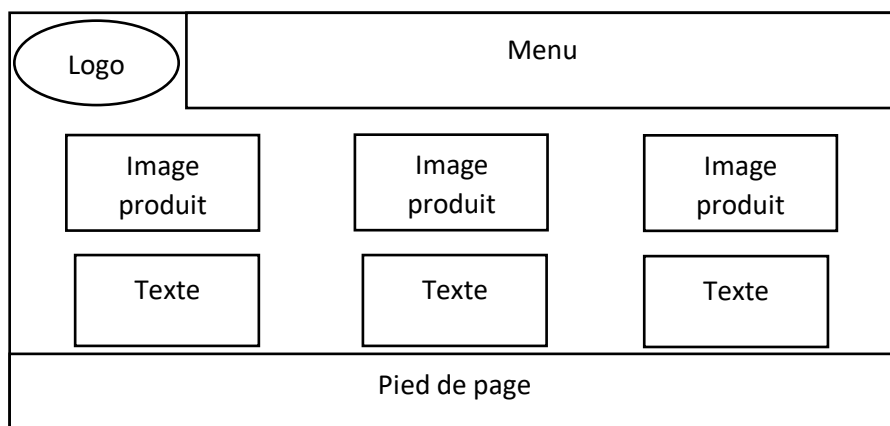 Logo
Menu
Image
produit
Image
produit
Image
produit
Texte
Texte
Texte
Pied de page